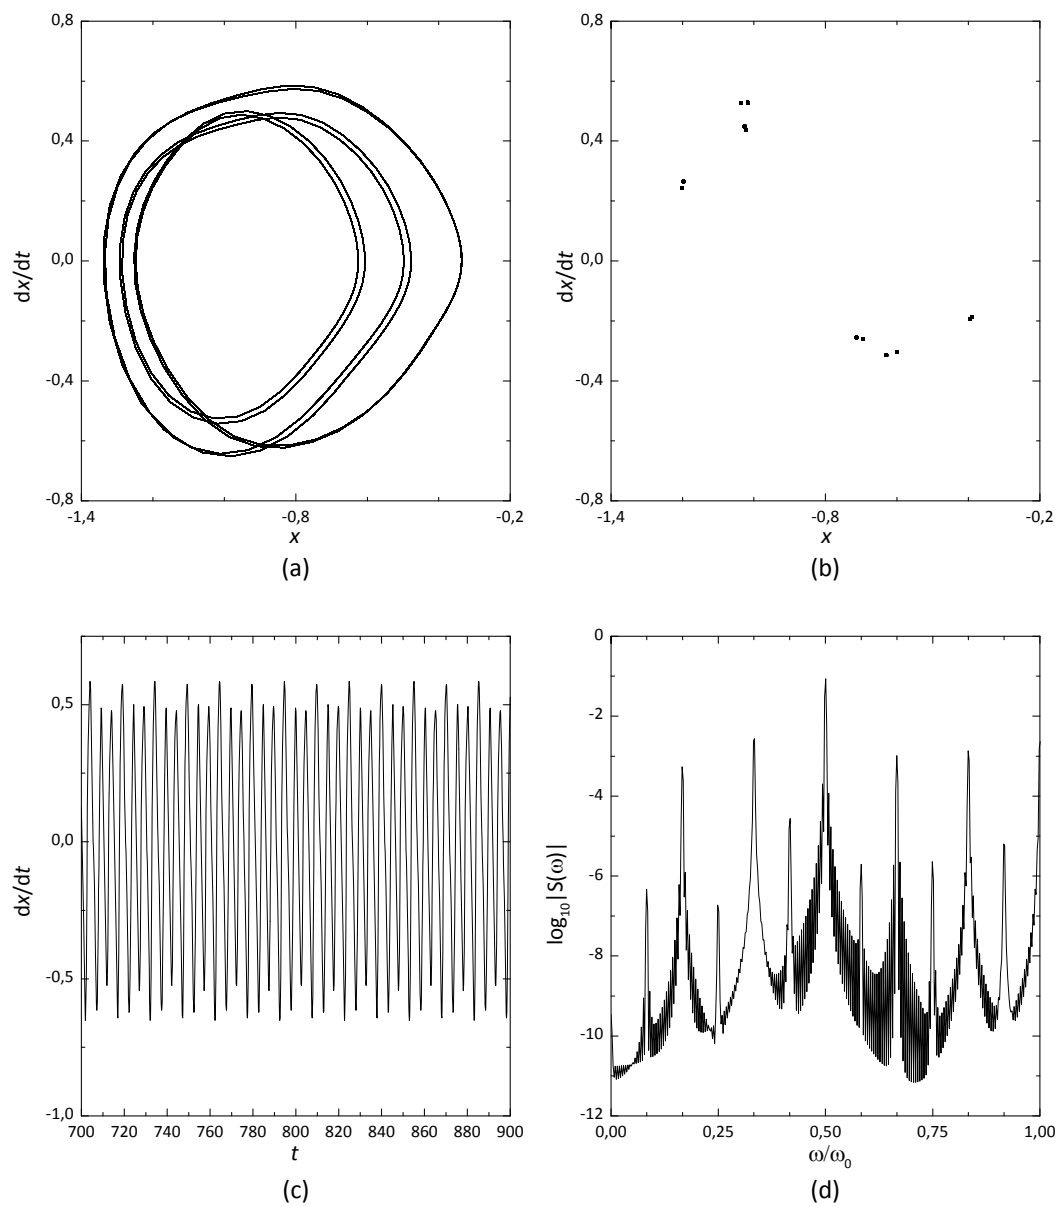 0,8
0,4
0,0
-0,4
-0,8
dx/dt
-1,4
-0,8
-0,2
x
(a)
0,8
0,4
0,0
-0,4
-0,8
dx/dt
-1,4
-0,8
-0,2
x
(b)
0,5
0,0
-0,5
-1,0
dx/dt
700 720 740 760 780 800 820 840 860 880 900
t
(c)
0
-2
-4
-6
-8
-10
-12
log₁₀|S(ω)|
0,00 0,25 0,50 0,75 1,00
ω/ω₀
(d)